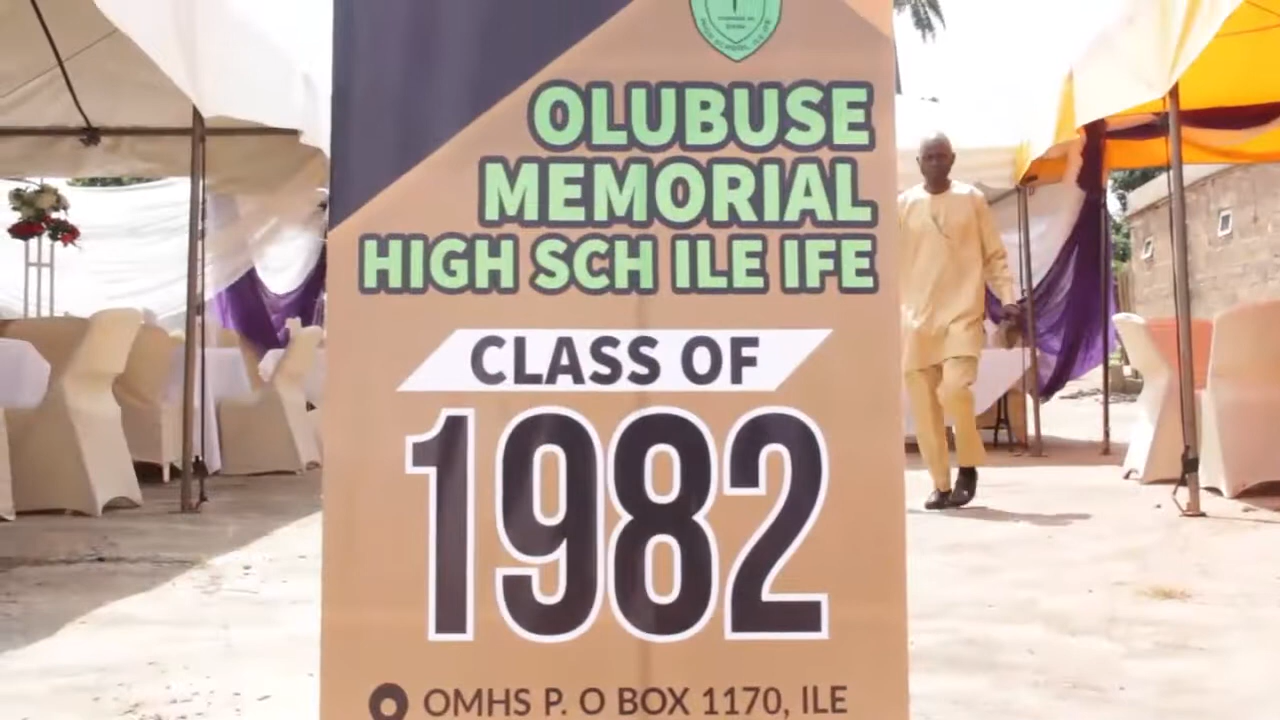 OLUBUSE
MEMORIAL
HIGH SCH ILE IFE
CLASS OF
1982
OMHS P. O BOX 1170, ILE